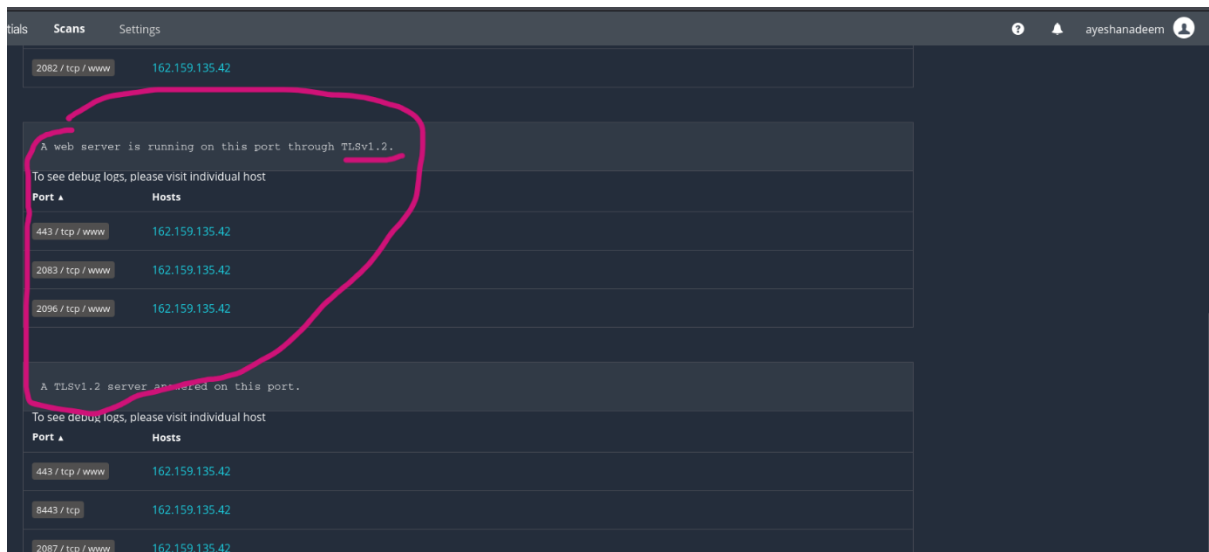 tials Scans Settings ayeshanadeem
2082 / tcp / www 162.159.135.42
A web server is running on this port through TLSv1.2.
To see debug logs, please visit individual host
Port ▲ Hosts
443 / tcp / www 162.159.135.42
2083 / tcp / www 162.159.135.42
2096 / tcp / www 162.159.135.42
A TLSv1.2 server answered on this port.
To see debug logs, please visit individual host
Port ▲ Hosts
443 / tcp / www 162.159.135.42
8443 / tcp 162.159.135.42
2087 / tcp / www 162.159.135.42